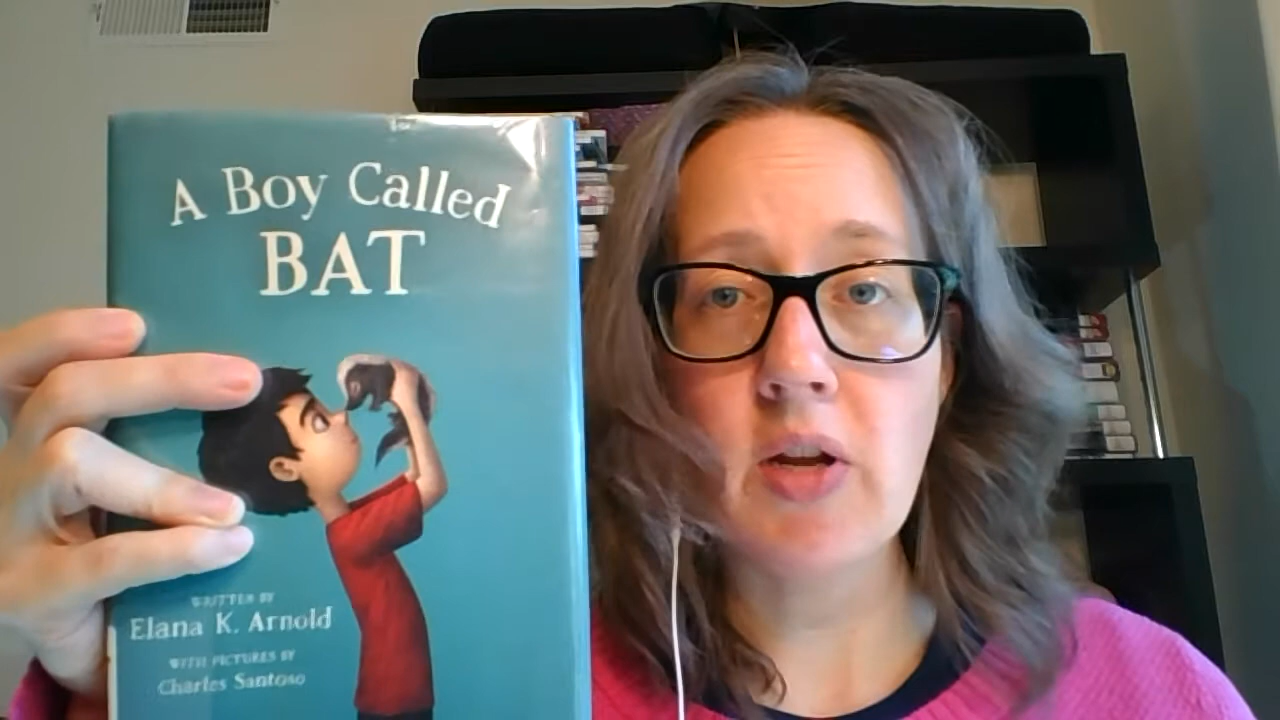 A Boy Called
BAT
WRITTEN BY
Elana K. Arnold
WITH PICTURES BY
Charles Santoso